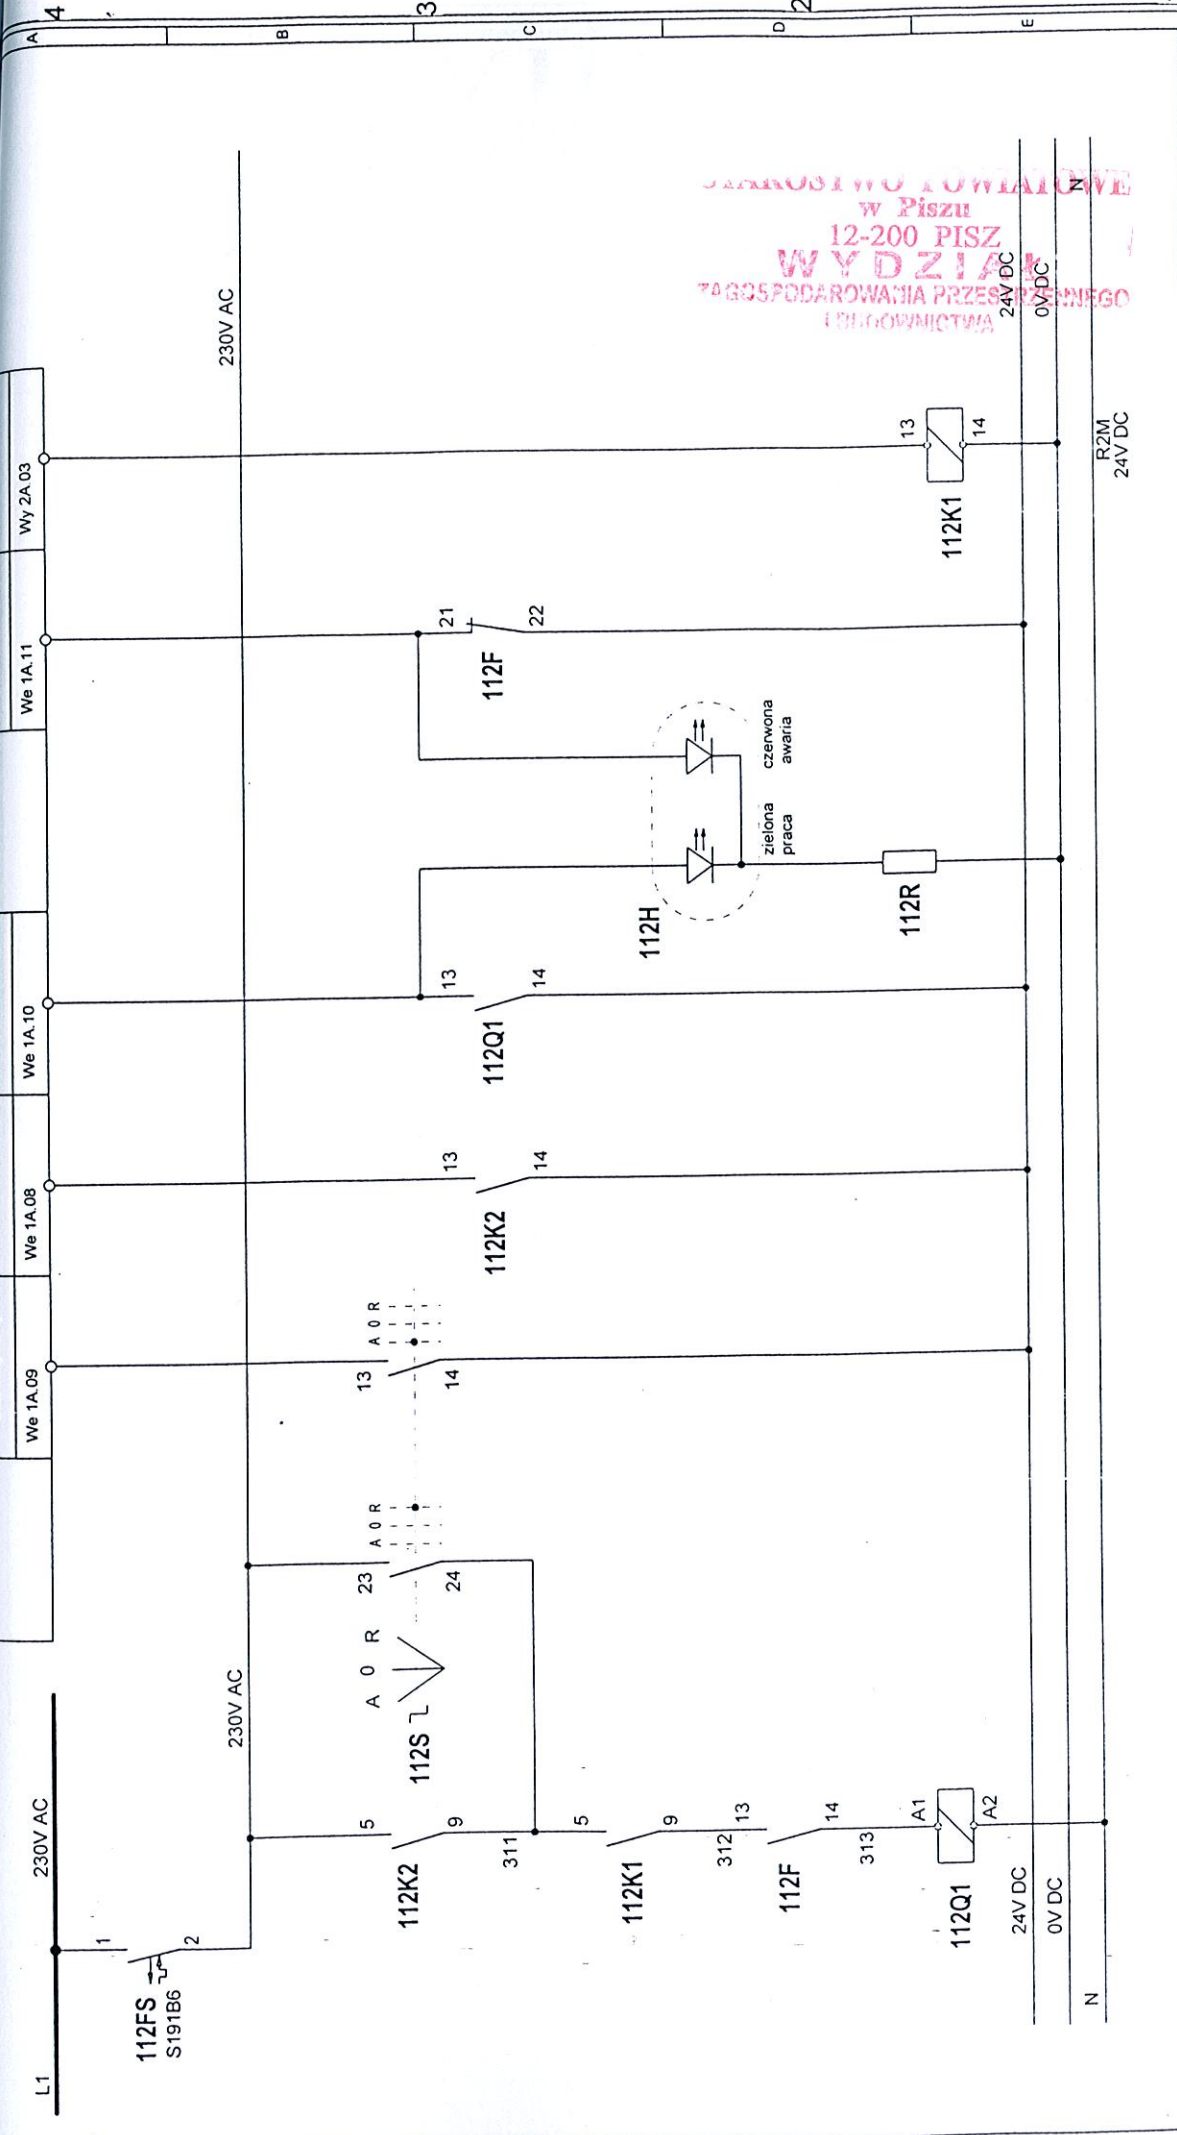 A
B
C
D
E
4
3
2
We 1A.09
We 1A.08
We 1A.10
We 1A.11
Wy 2A.03
L1
230V AC
1
2
112FS
S191B6
230V AC
230V AC
5
9
112K2
311
5
9
112K1
312
13
14
112F
313
A1
A2
112Q1
112S
A 0 R
23
24
A 0 R
13
14
A 0 R
13
14
112K2
13
14
112Q1
112H
zielona
praca
czerwona
awaria
112R
21
22
112F
13
14
112K1
R2M
24V DC
24V DC
0V DC
N
24V DC
0V DC
N
STAROSTWO POWIATOWE
w Piszu
12-200 PISZ
WYDZIAŁ
ZAGOSPODAROWANIA PRZESTRZENNEGO
I BUDOWNICTWA